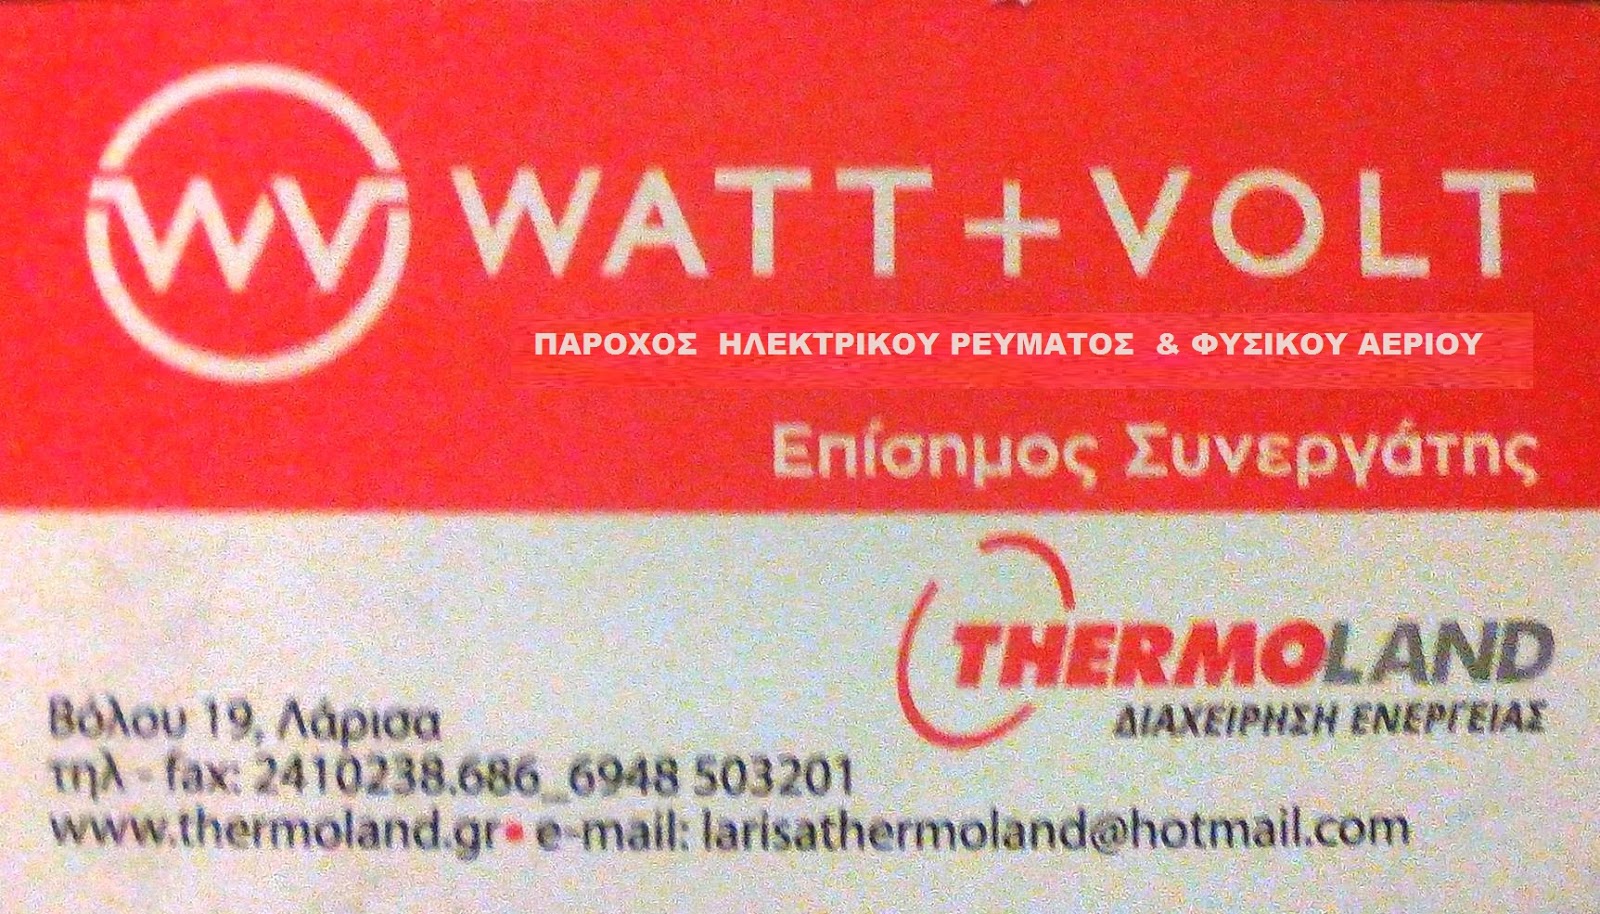 WV WATT+VOLT
ΠΑΡΟΧΟΣ ΗΛΕΚΤΡΙΚΟΥ ΡΕΥΜΑΤΟΣ & ΦΥΣΙΚΟΥ ΑΕΡΙΟΥ
Επίσημος Συνεργάτης
THERMOLAND
ΔΙΑΧΕΙΡΗΣΗ ΕΝΕΡΓΕΙΑΣ
Βόλου 19, Λάρισα
τηλ - fax: 2410238.686_6948 503201
www.thermoland.gr• e-mail: larisathermoland@hotmail.com